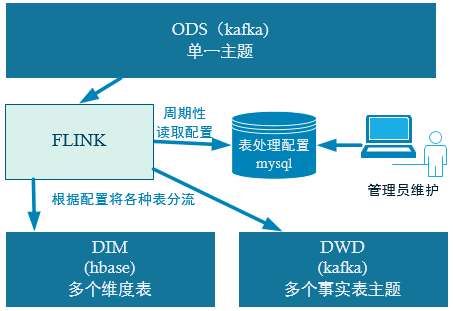 ODS（kafka)
单一主题
周期性
读取配置
FLINK
表处理配置
mysql
管理员维护
根据配置将各种表分流
DIM
(hbase)
多个维度表
DWD
(kafka)
多个事实表主题